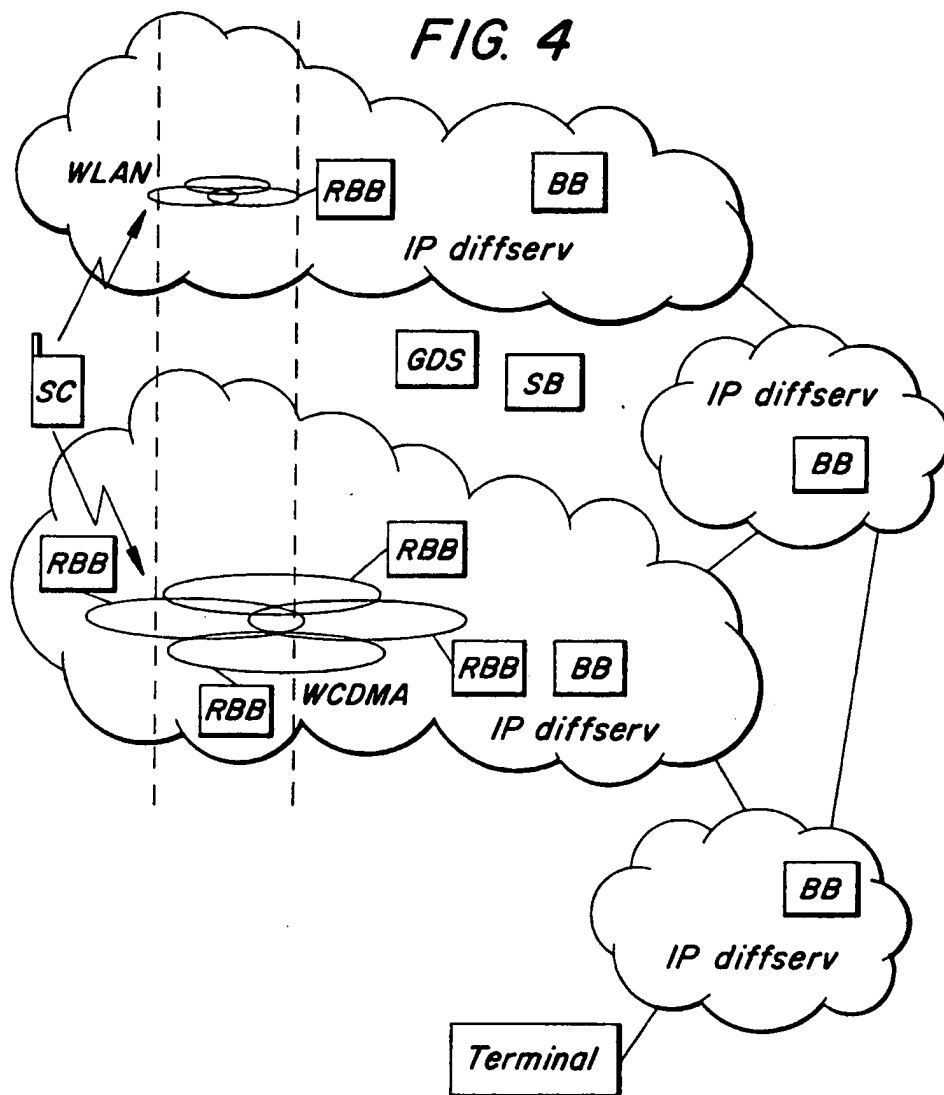 FIG. 4
WLAN
RBB
BB
IP diffserv
GDS
SB
SC
IP diffserv
BB
RBB
RBB
RBB
BB
RBB
WCDMA
IP diffserv
BB
IP diffserv
Terminal